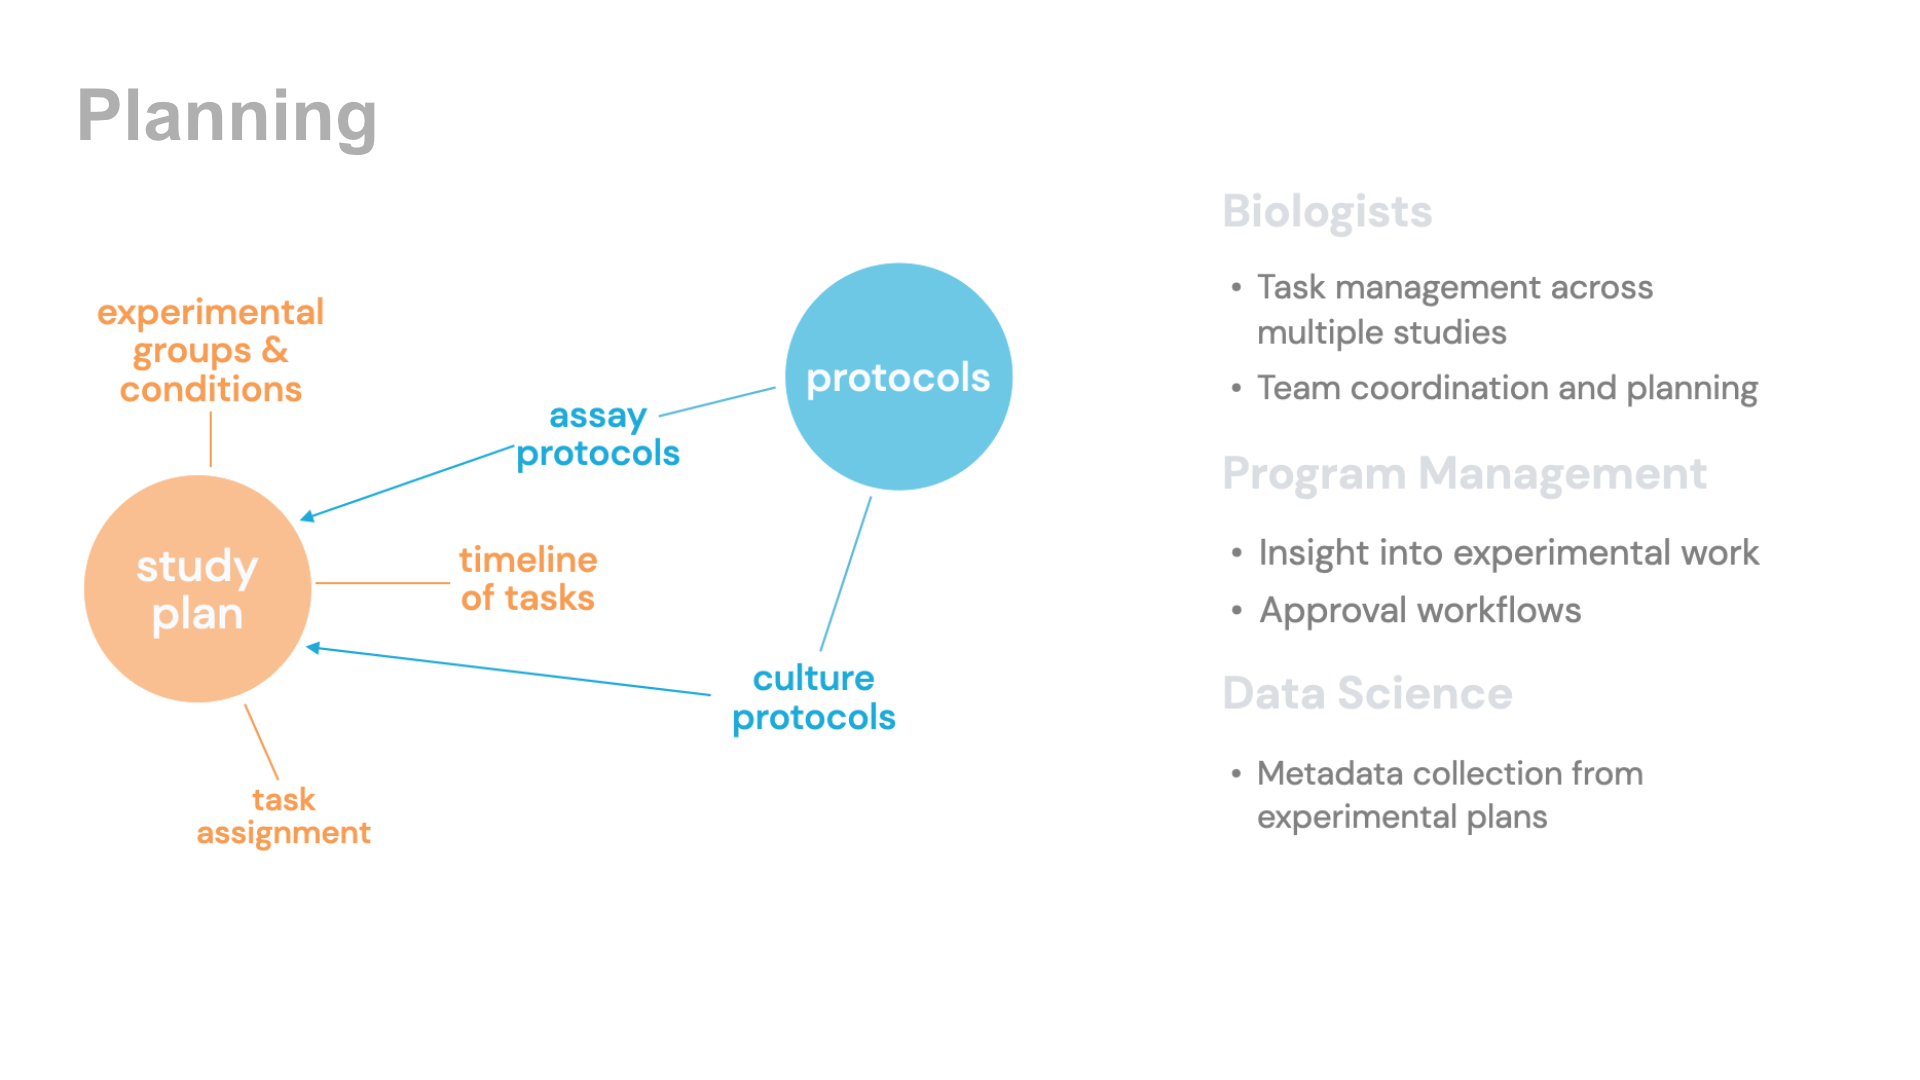 Planning
experimental
groups &
conditions
study
plan
task
assignment
timeline
of tasks
assay
protocols
protocols
culture
protocols
Biologists
• Task management across
multiple studies
• Team coordination and planning
Program Management
• Insight into experimental work
• Approval workflows
Data Science
• Metadata collection from
experimental plans